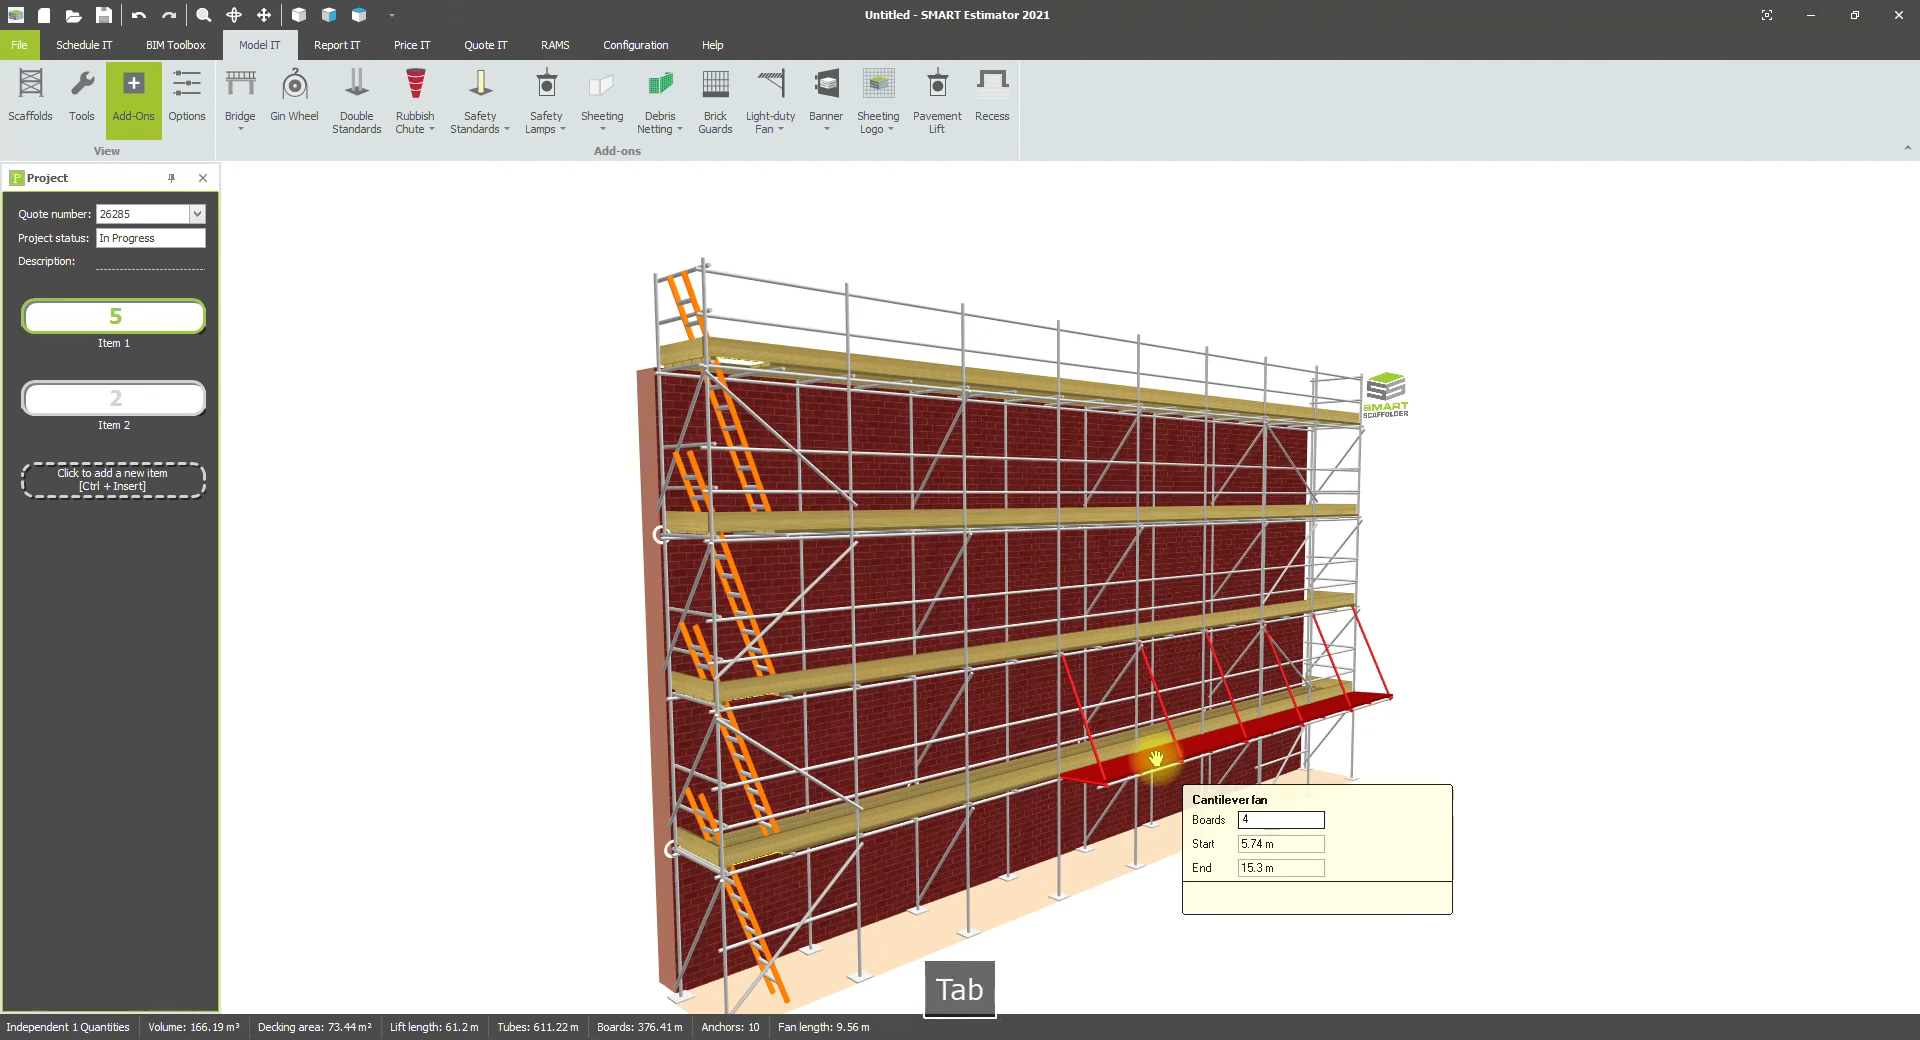 Untitled - SMART Estimator 2021
File
Schedule IT
BIM Toolbox
Model IT
Report IT
Price IT
Quote IT
RAMS
Configuration
Help
Scaffolds
Tools
Add-Ons
Options
Bridge
Gin Wheel
Double
Standards
Rubbish
Chute
Safety
Standards
Safety
Lamps
Sheeting
Debris
Netting
Brick
Guards
Light-duty
Fan
Banner
Sheeting
Logo
Pavement
Lift
Recess
View
Add-ons
P Project
Quote number: 26285
Project status: In Progress
Description:
5
Item 1
2
Item 2
Click to add a new item
[Ctrl + Insert]
SMART
SCAFFOLDER
Cantilever fan
Boards 4
Start 5.74 m
End 15.3 m
Tab
Independent 1 Quantities
Volume: 166.19 m³
Decking area: 73.44 m²
Lift length: 61.2 m
Tubes: 611.22 m
Boards: 376.41 m
Anchors: 10
Fan length: 9.56 m